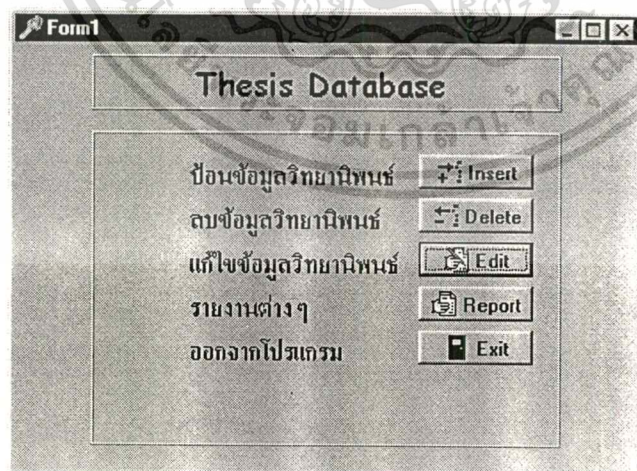 Form1
Thesis Database
ป้อนข้อมูลวิทยานิพนธ์ Insert
ลบข้อมูลวิทยานิพนธ์ Delete
แก้ไขข้อมูลวิทยานิพนธ์ Edit
รายงานต่างๆ Report
ออกจากโปรแกรม Exit